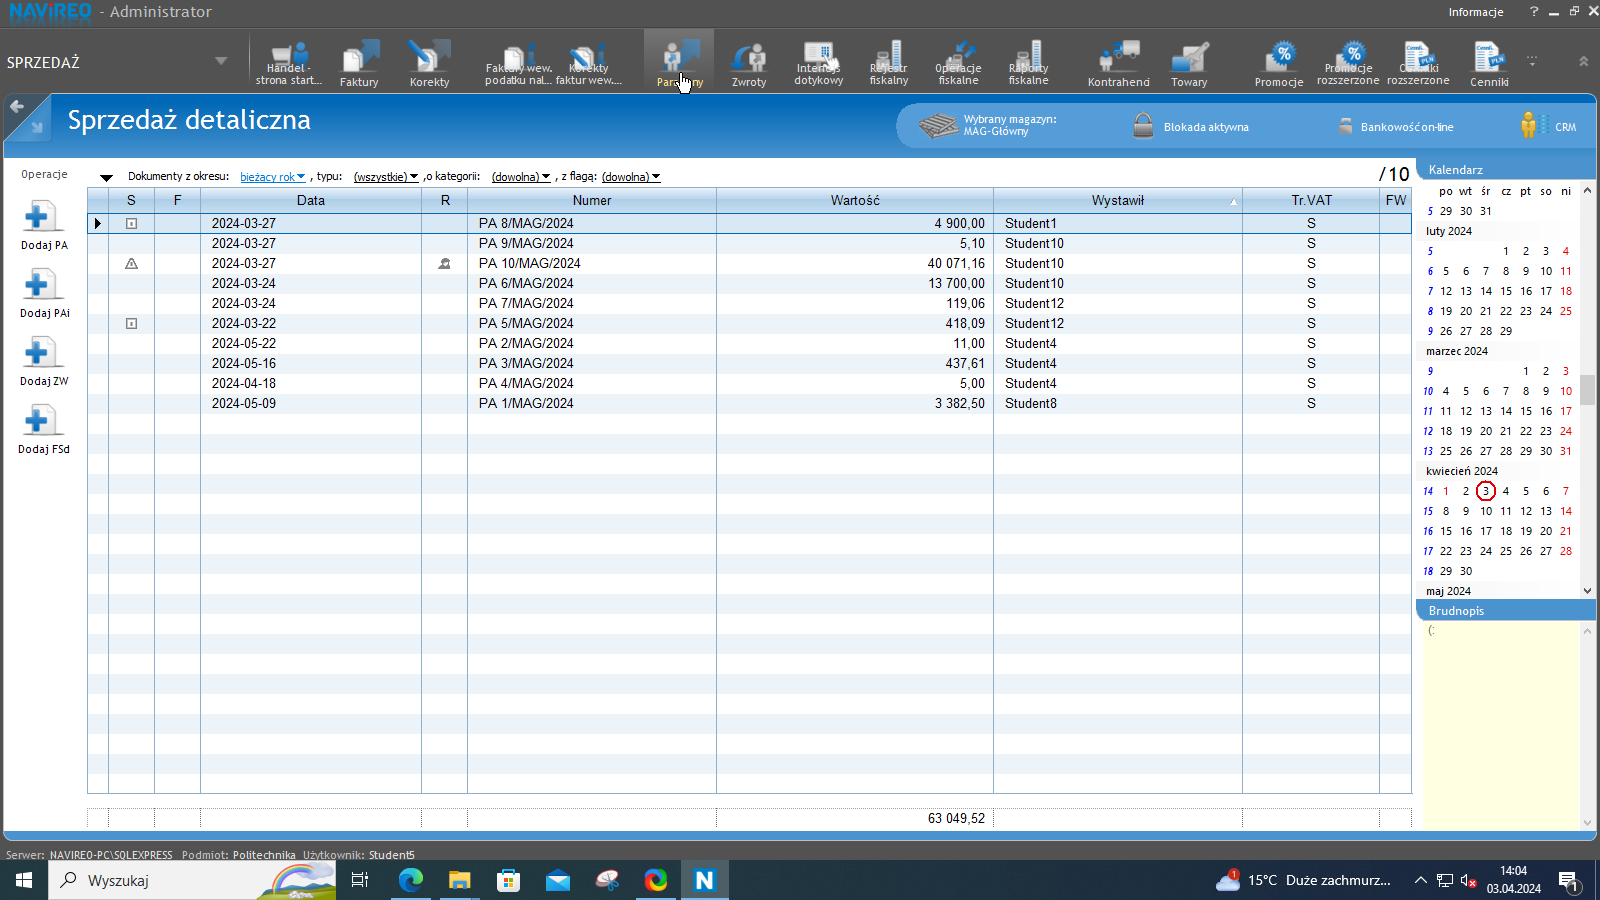 NAVIREO - Administrator
Informacje
SPRZEDAŻ
Handel -
strona start...
Faktury
Korekty
Faktury wew.
podatku nal...
Korekty
faktur wew....
Paragony
Zwroty
Interfejs
dotykowy
Rejestr
fiskalny
Operacje
fiskalne
Raporty
fiskalne
Kontrahenci
Towary
Promocje
Promocje
rozszerzone
Cenniki
rozszerzone
Cenniki
Sprzedaż detaliczna
Wybrany magazyn:
MAG-Główny
Blokada aktywna
Bankowość on-line
CRM
Operacje
Dodaj PA
Dodaj PAi
Dodaj ZW
Dodaj FSd
Dokumenty z okresu: bieżący rok , typu: (wszystkie) ,o kategorii: (dowolna) , z flagą: (dowolna)
/ 10
S F Data R Numer Wartość Wystawił Tr.VAT FW
2024-03-27 PA 8/MAG/2024 4 900,00 Student1 S
2024-03-27 PA 9/MAG/2024 5,10 Student10 S
2024-03-27 PA 10/MAG/2024 40 071,16 Student10 S
2024-03-24 PA 6/MAG/2024 13 700,00 Student10 S
2024-03-24 PA 7/MAG/2024 119,06 Student12 S
2024-03-22 PA 5/MAG/2024 418,09 Student12 S
2024-05-22 PA 2/MAG/2024 11,00 Student4 S
2024-05-16 PA 3/MAG/2024 437,61 Student4 S
2024-04-18 PA 4/MAG/2024 5,00 Student4 S
2024-05-09 PA 1/MAG/2024 3 382,50 Student8 S
63 049,52
Kalendarz
po wt śr cz pt so ni
5 29 30 31
luty 2024
5 1 2 3 4
6 5 6 7 8 9 10 11
7 12 13 14 15 16 17 18
8 19 20 21 22 23 24 25
9 26 27 28 29
marzec 2024
9 1 2 3
10 4 5 6 7 8 9 10
11 11 12 13 14 15 16 17
12 18 19 20 21 22 23 24
13 25 26 27 28 29 30 31
kwiecień 2024
14 1 2 3 4 5 6 7
15 8 9 10 11 12 13 14
16 15 16 17 18 19 20 21
17 22 23 24 25 26 27 28
18 29 30
maj 2024
Brudnopis
(:
Serwer: NAVIREO-PC\SQLEXPRESS Podmiot: Politechnika Użytkownik: Student5
Wyszukaj
15°C Duże zachmurz...
14:04
03.04.2024